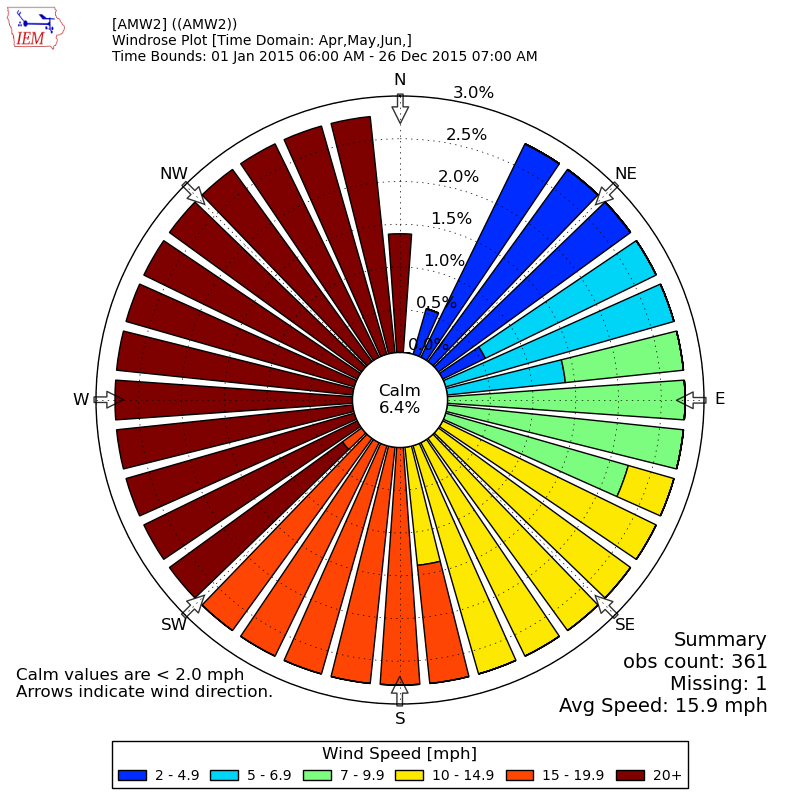 IEM
[AMW2] ((AMW2))
Windrose Plot [Time Domain: Apr,May,Jun,]
Time Bounds: 01 Jan 2015 06:00 AM - 26 Dec 2015 07:00 AM
N
3.0%
2.5%
NW
NE
2.0%
1.5%
1.0%
0.5%
0.0%
W
Calm
6.4%
E
SW
SE
S
Summary
obs count: 361
Missing: 1
Avg Speed: 15.9 mph
Calm values are < 2.0 mph
Arrows indicate wind direction.
Wind Speed [mph]
2 - 4.9 5 - 6.9 7 - 9.9 10 - 14.9 15 - 19.9 20+